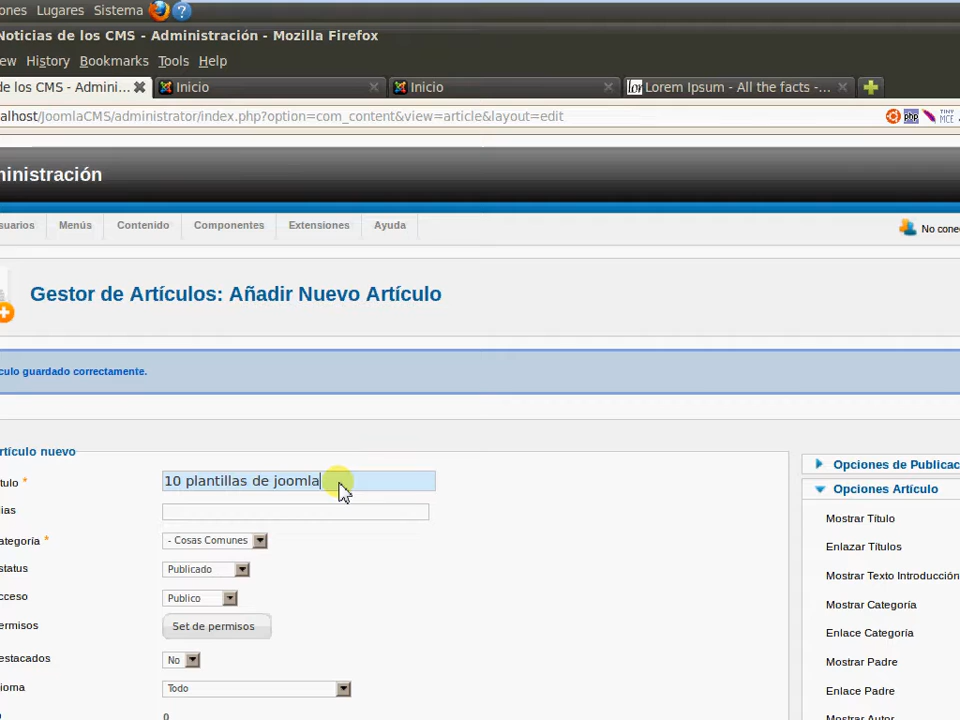 ones Lugares Sistema ?
Noticias de los CMS - Administración - Mozilla Firefox
ew History Bookmarks Tools Help
de los CMS - Admini... Inicio Inicio Lorem Ipsum - All the facts -...
alhost/JoomlaCMS/administrator/index.php?option=com_content&view=article&layout=edit
ministración
suarios Menús Contenido Componentes Extensiones Ayuda No cone
Gestor de Artículos: Añadir Nuevo Artículo
culo guardado correctamente.
rtículo nuevo
tulo * 10 plantillas de joomla
ias
ategoría * - Cosas Comunes
status Publicado
cceso Publico
ermisos Set de permisos
estacados No
ioma Todo
0
Opciones de Publicac
Opciones Artículo
Mostrar Título
Enlazar Títulos
Mostrar Texto Introducción
Mostrar Categoría
Enlace Categoría
Mostrar Padre
Enlace Padre
Mostrar Autor